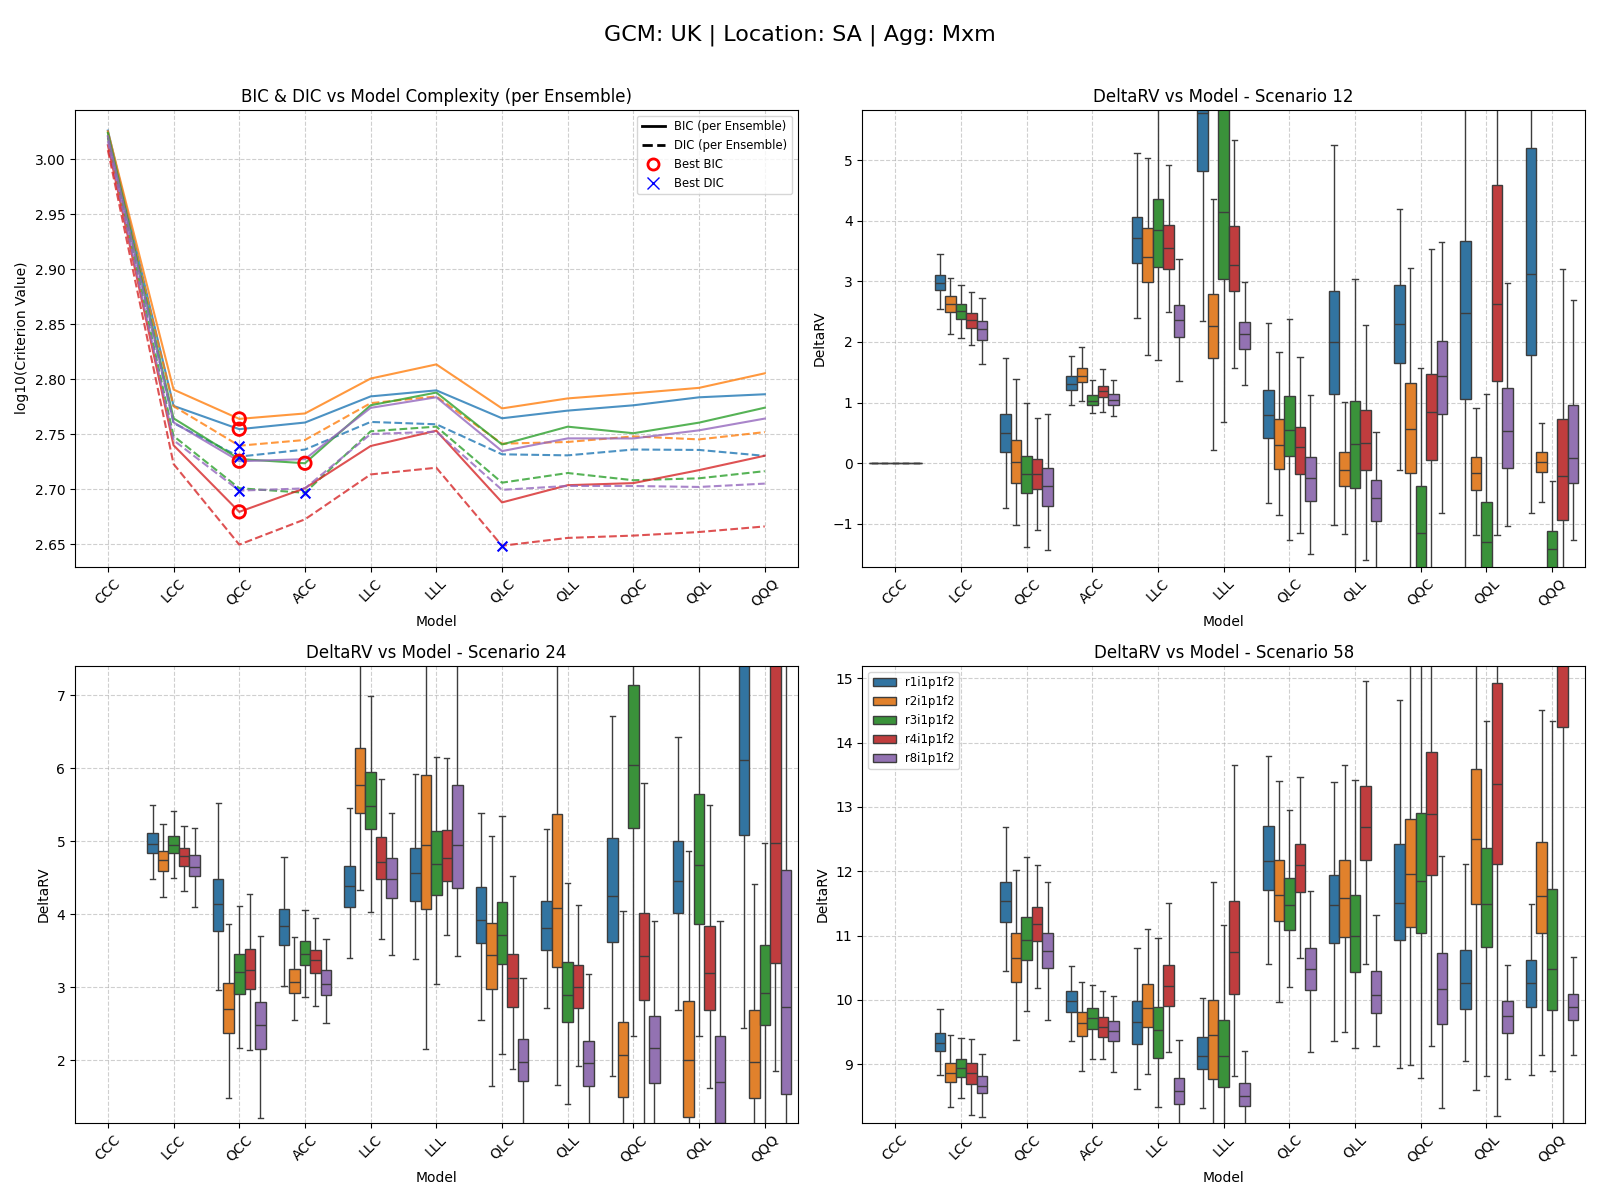 GCM: UK | Location: SA | Agg: Mxm
BIC & DIC vs Model Complexity (per Ensemble)
log10(Criterion Value)
3.00
2.95
2.90
2.85
2.80
2.75
2.70
2.65
BIC (per Ensemble)
DIC (per Ensemble)
Best BIC
Best DIC
CCC LCC QCC ACC LLC LLL QLC QLL QQC QQL QQQ
Model
DeltaRV vs Model - Scenario 12
DeltaRV
5
4
3
2
1
0
−1
CCC LCC QCC ACC LLC LLL QLC QLL QQC QQL QQQ
Model
DeltaRV vs Model - Scenario 24
DeltaRV
7
6
5
4
3
2
CCC LCC QCC ACC LLC LLL QLC QLL QQC QQL QQQ
Model
DeltaRV vs Model - Scenario 58
DeltaRV
15
14
13
12
11
10
9
r1i1p1f2
r2i1p1f2
r3i1p1f2
r4i1p1f2
r8i1p1f2
CCC LCC QCC ACC LLC LLL QLC QLL QQC QQL QQQ
Model